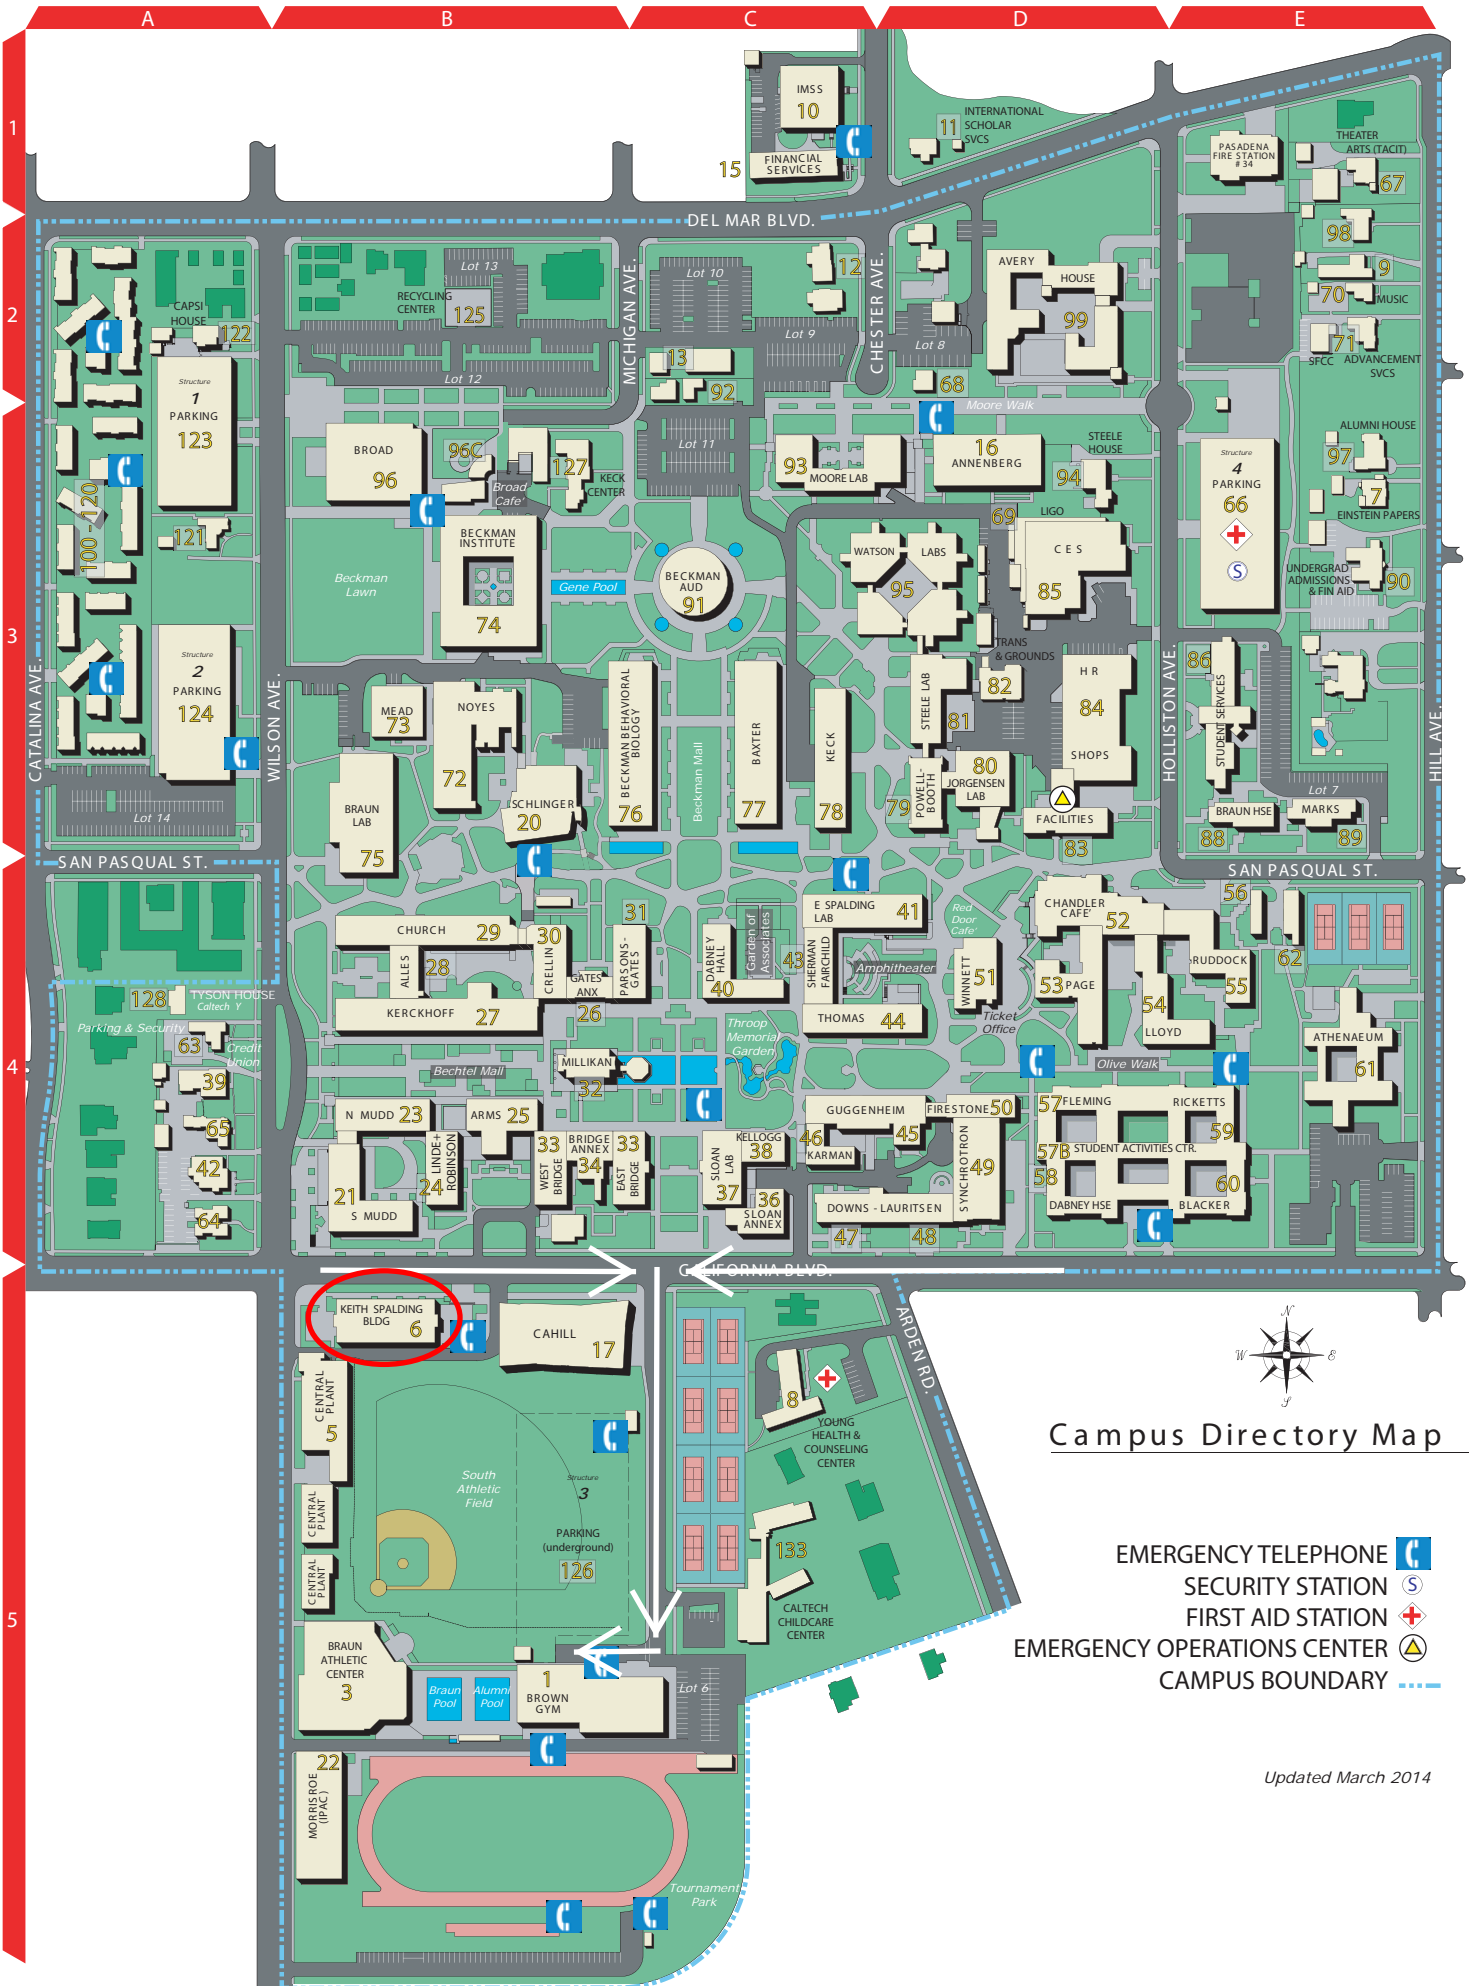 A
B
C
D
E
1
2
3
3
4
5
IMSS
10
15
FINANCIAL
SERVICES
11
INTERNATIONAL
SCHOLAR
SVCS
PASADENA
FIRE STATION
# 34
THEATER
ARTS (TACIT)
67
98
9
70
MUSIC
71
SFCC
ADVANCEMENT
SVCS
DEL MAR BLVD.
CATALINA AVE.
WILSON AVE.
MICHIGAN AVE.
CHESTER AVE.
HOLLISTON AVE.
HILL AVE.
CAPSI
HOUSE
122
RECYCLING
CENTER
125
Lot 13
Lot 12
Lot 10
12
Lot 9
Lot 8
13
92
68
AVERY
HOUSE
99
Structure
1
PARKING
123
100 -120
121
BROAD
96
96C
Broad
Cafe'
127
KECK
CENTER
Lot 11
93
MOORE LAB
Moore Walk
16
ANNENBERG
STEELE
HOUSE
94
Structure
4
PARKING
66
S
ALUMNI HOUSE
97
7
EINSTEIN PAPERS
UNDERGRAD
ADMISSIONS
& FIN AID
90
BECKMAN
INSTITUTE
74
Beckman
Lawn
Gene Pool
BECKMAN
AUD
91
WATSON
LABS
95
69
LIGO
C E S
85
TRANS
& GROUNDS
82
81
STEELE LAB
H R
84
SHOPS
86
STUDENT SERVICES
Structure
2
PARKING
124
MEAD
73
NOYES
72
BRAUN
LAB
75
SCHLINGER
20
BECKMAN BEHAVIORAL
BIOLOGY
76
Beckman Mall
BAXTER
77
KECK
78
79
POWELL-
BOOTH
80
JORGENSEN
LAB
FACILITIES
83
Lot 7
BRAUN HSE
88
MARKS
89
Lot 14
SAN PASQUAL ST.
SAN PASQUAL ST.
CHURCH
29
30
CRELLIN
31
PARSONS-
GATES
ALLES
28
GATES
ANX
26
KERCKHOFF
27
DABNEY
HALL
40
Garden of
Associates
43
E SPALDING
LAB
41
SHERMAN
FAIRCHILD
Amphitheater
THOMAS
44
Red
Door
Cafe'
WINNETT
51
Ticket
Office
CHANDLER
CAFE'
52
53
PAGE
54
LLOYD
RUDDOCK
55
56
62
ATHENAEUM
61
128
TYSON HOUSE
Caltech Y
Parking & Security
63
Credit
Union
39
65
42
64
MILLIKAN
32
Bechtel Mall
Throop
Memorial
Garden
Olive Walk
N MUDD
23
ARMS
25
LINDE+
ROBINSON
24
21
S MUDD
33
WEST
BRIDGE
BRIDGE
ANNEX
34
33
EAST
BRIDGE
SLOAN
LAB
37
KELLOGG
38
36
SLOAN
ANNEX
GUGGENHEIM
46
KARMAN
45
FIRESTONE
50
SYNCHROTRON
49
DOWNS - LAURITSEN
47
48
57
FLEMING
RICKETTS
59
57B
STUDENT ACTIVITIES CTR.
58
DABNEY HSE
BLACKER
60
CALIFORNIA BLVD.
KEITH SPALDING
BLDG
6
CAHILL
17
ARDEN RD.
CENTRAL
PLANT
5
CENTRAL
PLANT
CENTRAL
PLANT
South
Athletic
Field
Structure
3
PARKING
(underground)
126
8
YOUNG
HEALTH &
COUNSELING
CENTER
133
CALTECH
CHILDCARE
CENTER
BRAUN
ATHLETIC
CENTER
3
Braun
Pool
Alumni
Pool
1
BROWN
GYM
Lot 6
22
MORRISROE
(IPAC)
Tournament
Park
N
W
E
S
Campus Directory Map
EMERGENCY TELEPHONE
SECURITY STATION S
FIRST AID STATION
EMERGENCY OPERATIONS CENTER
CAMPUS BOUNDARY
Updated March 2014